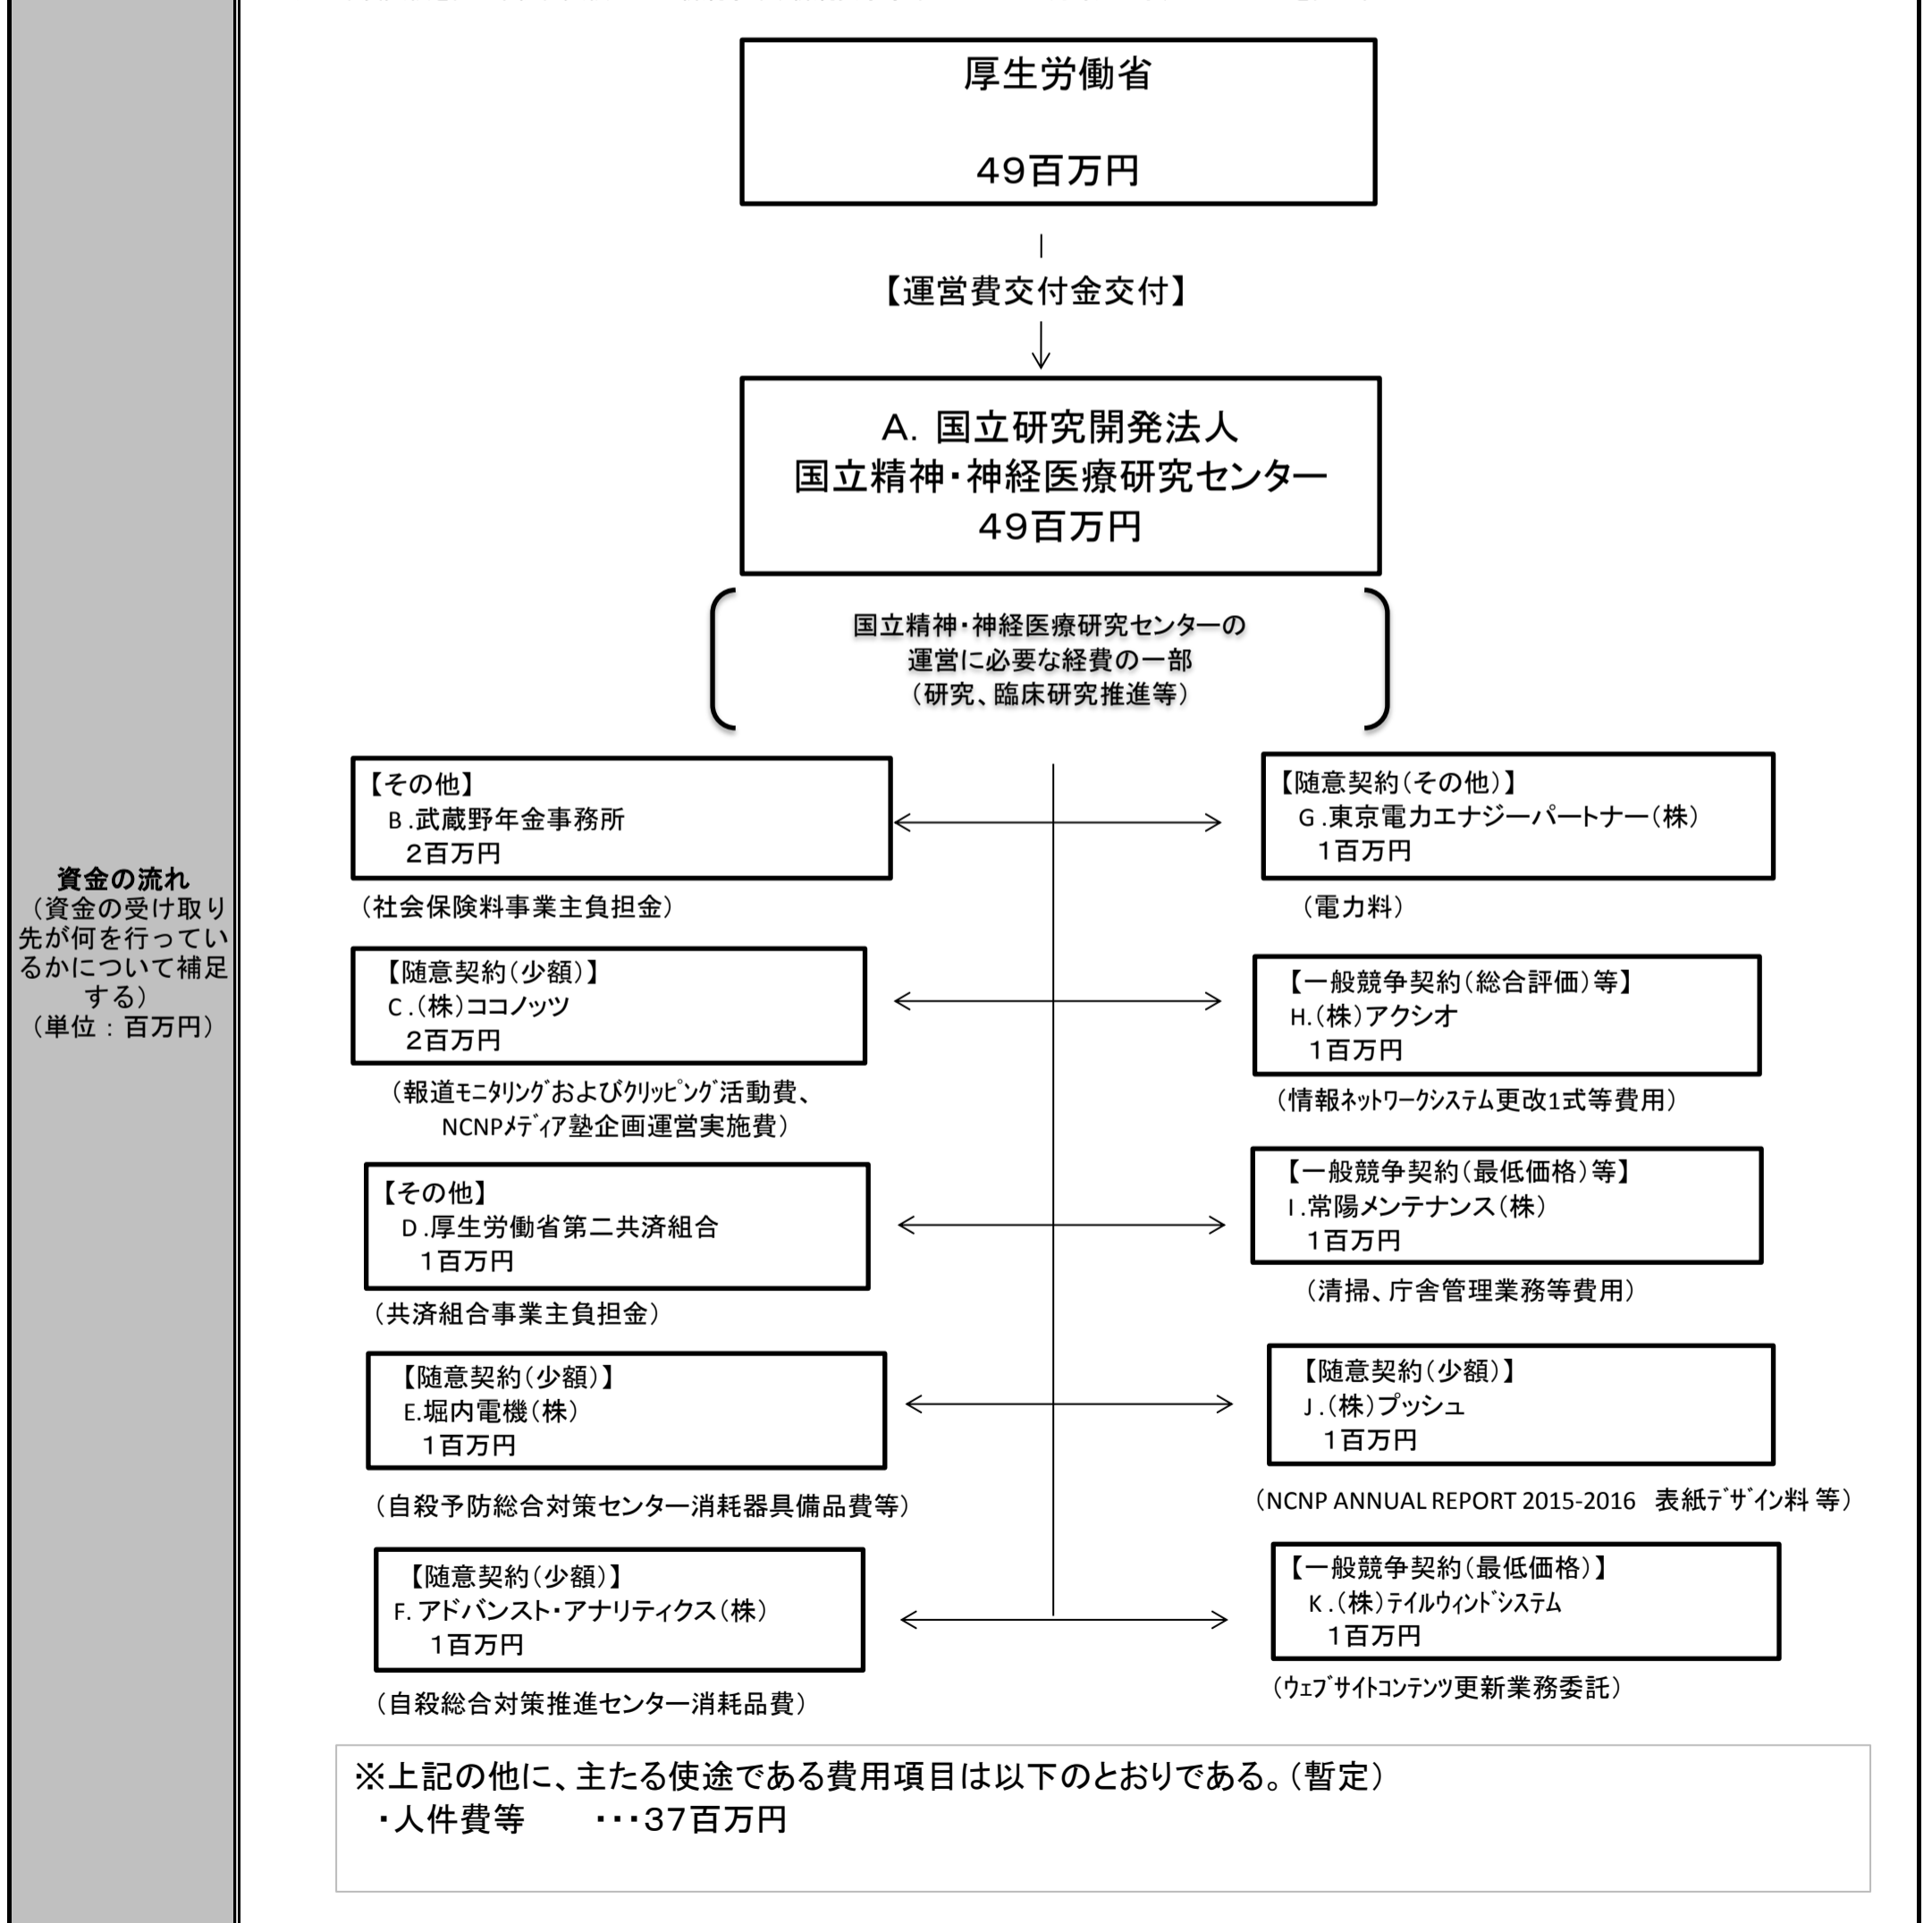 厚生労働省
49百万円
【運営費交付金交付】
A. 国立研究開発法人
国立精神・神経医療研究センター
49百万円
国立精神・神経医療研究センターの
運営に必要な経費の一部
（研究、臨床研究推進等）
資金の流れ
（資金の受け取り
先が何を行ってい
るかについて補足
する）
（単位：百万円）
【その他】
B .武蔵野年金事務所
2百万円
（社会保険料事業主負担金）
【随意契約（少額）】
C .（株）ココノッツ
2百万円
（報道ﾓﾆﾀﾘﾝｸﾞおよびｸﾘｯﾋﾟﾝｸﾞ活動費、
NCNPﾒﾃﾞｨｱ塾企画運営実施費）
【その他】
D .厚生労働省第二共済組合
1百万円
（共済組合事業主負担金）
【随意契約（少額）】
E.堀内電機（株）
1百万円
（自殺予防総合対策センター消耗器具備品費等）
【随意契約（少額）】
F. アドバンスト・アナリティクス（株）
1百万円
（自殺総合対策推進センター消耗品費）
【随意契約（その他）】
G .東京電力エナジーパートナー（株）
1百万円
（電力料）
【一般競争契約（総合評価）等】
H.（株）アクシオ
1百万円
（情報ﾈｯﾄﾜｰｸｼｽﾃﾑ更改1式等費用）
【一般競争契約（最低価格）等】
I .常陽メンテナンス（株）
1百万円
（清掃、庁舎管理業務等費用）
【随意契約（少額）】
J .（株）プッシュ
1百万円
（NCNP ANNUAL REPORT 2015-2016　表紙ﾃﾞｻﾞｲﾝ料 等）
【一般競争契約（最低価格）】
K .（株）ﾃｲﾙｳｨﾝﾄﾞｼｽﾃﾑ
1百万円
（ｳｪﾌﾞｻｲﾄｺﾝﾃﾝﾂ更新業務委託）
※上記の他に、主たる使途である費用項目は以下のとおりである。（暫定）
・人件費等　　・・・37百万円